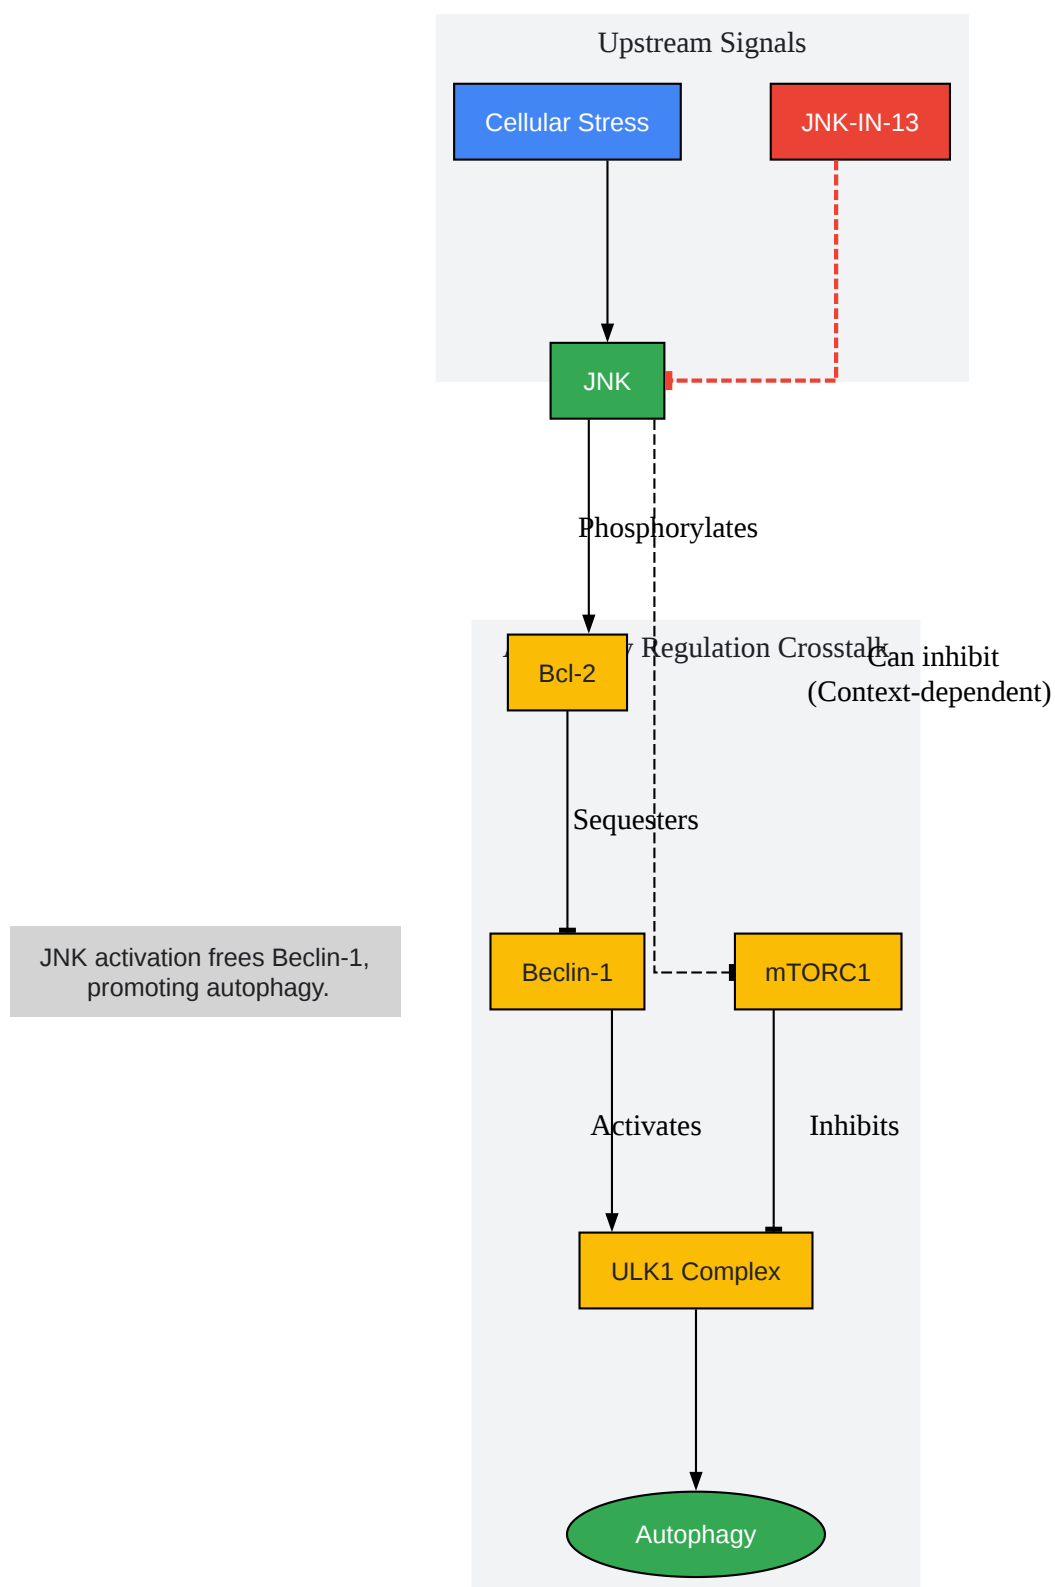 Upstream Signals
Cellular Stress
JNK-IN-13
JNK
Phosphorylates
Regulation Crosstalk
Can inhibit
(Context-dependent)
Bcl-2
Sequesters
JNK activation frees Beclin-1,
promoting autophagy.
Beclin-1
mTORC1
Activates
Inhibits
ULK1 Complex
Autophagy